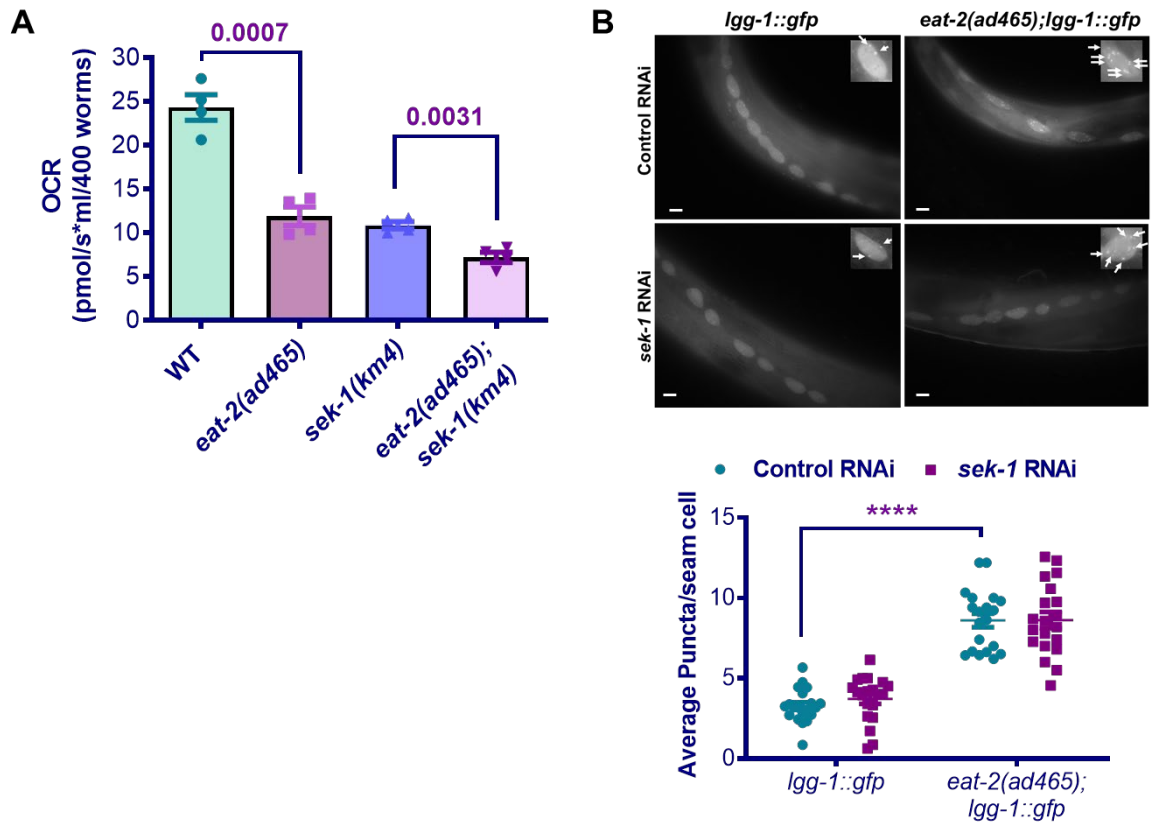 A
0.0007
0.0031
30
25
20
15
10
5
0
OCR
(pmol/s*ml/400 worms)
WT
eat-2(ad465)
sek-1(km4)
eat-2(ad465);
sek-1(km4)
B
lgg-1::gfp
eat-2(ad465);lgg-1::gfp
Control RNAi
sek-1 RNAi
Control RNAi
sek-1 RNAi
****
15
10
5
0
Average Puncta/seam cell
lgg-1::gfp
eat-2(ad465);
lgg-1::gfp